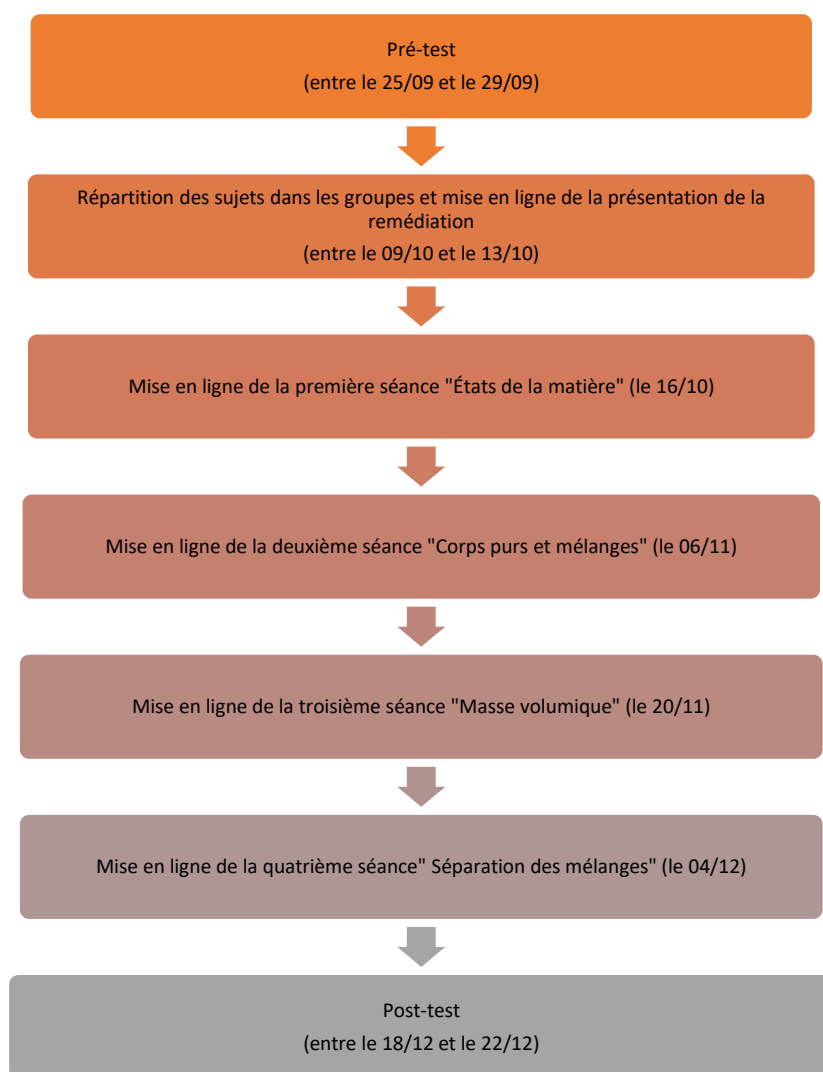 Pré-test
(entre le 25/09 et le 29/09)
Répartition des sujets dans les groupes et mise en ligne de la présentation de la
remédiation
(entre le 09/10 et le 13/10)
Mise en ligne de la première séance "États de la matière" (le 16/10)
Mise en ligne de la deuxième séance "Corps purs et mélanges" (le 06/11)
Mise en ligne de la troisième séance "Masse volumique" (le 20/11)
Mise en ligne de la quatrième séance" Séparation des mélanges" (le 04/12)
Post-test
(entre le 18/12 et le 22/12)